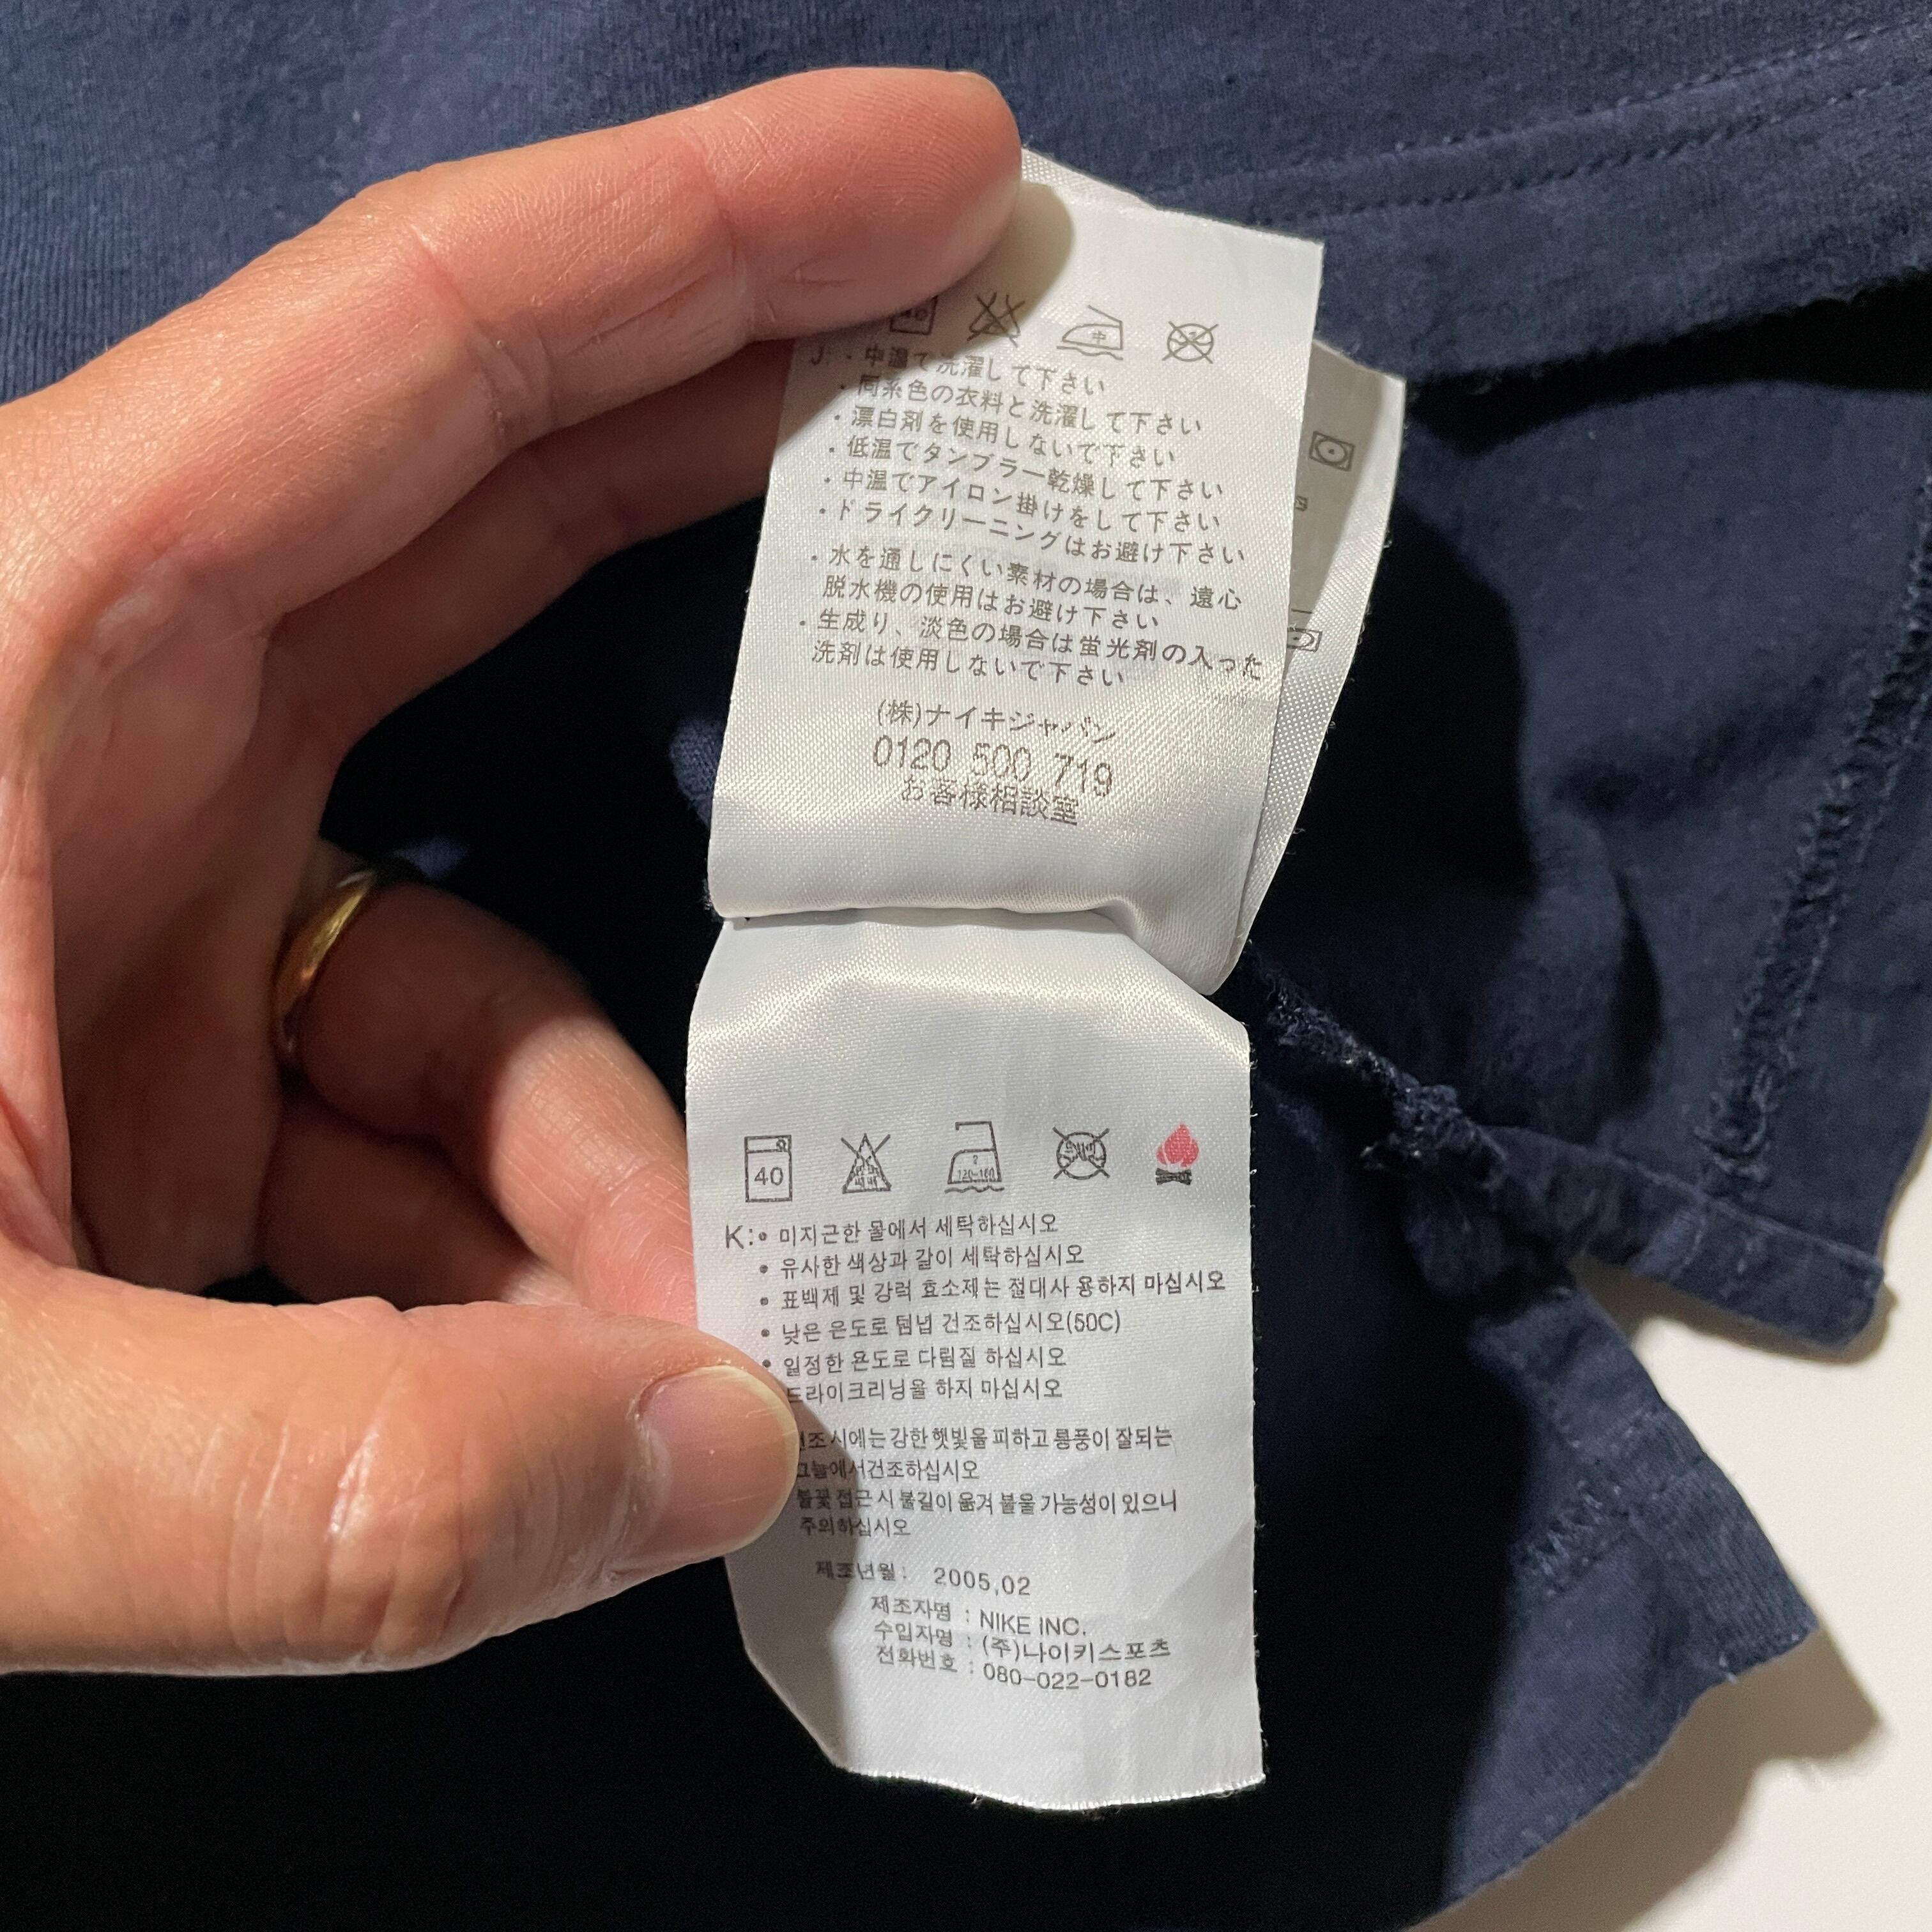 40
中
J: ・中温で洗濯して下さい
・同糸色の衣料と洗濯して下さい
・漂白剤を使用しないで下さい
・低温でタンブラー乾燥して下さい
・中温でアイロン掛けをして下さい
・ドライクリーニングはお避け下さい
・水を通しにくい素材の場合は、遠心
脱水機の使用はお避け下さい
・生成り、淡色の場合は蛍光剤の入った
洗剤は使用しないで下さい
(株)ナイキジャパン
0120 500 719
お客様相談室
40
2
120-160
K: • 미지근한 물에서 세탁하십시오
• 유사한 색상과 같이 세탁하십시오
• 표백제 및 강력 효소제는 절대사 용하지 마십시오
• 낮은 온도로 텀넙 건조하십시오(50C)
• 일정한 온도로 다림질 하십시오
드라이크리닝을 하지 마십시오
건조시에는 강한 햇빛을 피하고 통풍이 잘되는
그늘에서건조하십시오
불꽃 접근 시 불길이 옮겨 붙을 가능성이 있으니
주의하십시오
제조년월: 2005,02
제조자명 : NIKE INC.
수입자명 : (주)나이키스포츠
전화번호 : 080-022-0182